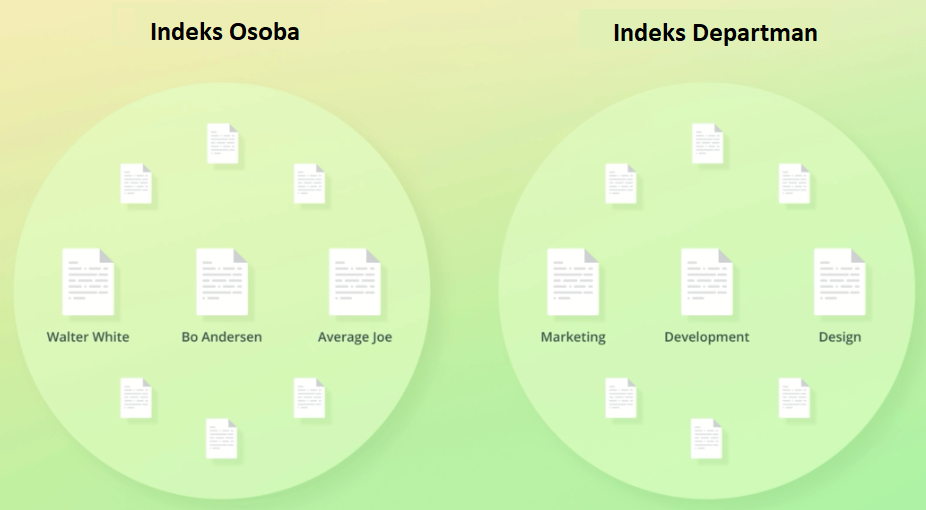 Indeks Osoba
Indeks Departman
Walter White
Bo Andersen
Average Joe
Marketing
Development
Design